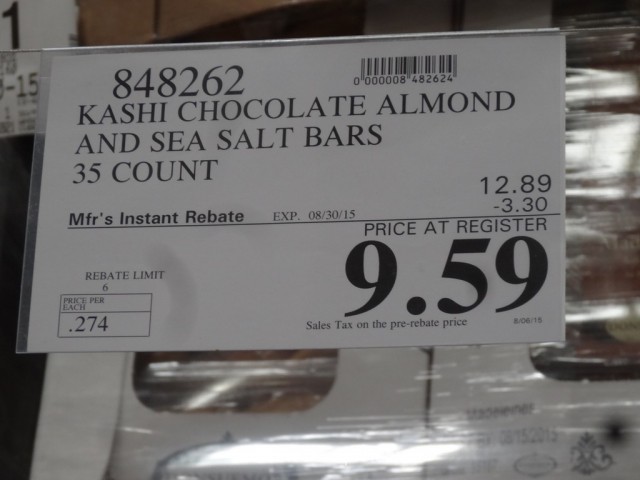 1
848262
0 000008 482624
KASHI CHOCOLATE ALMOND
AND SEA SALT BARS
35 COUNT
12.89
Mfr's Instant Rebate EXP. 08/30/15 -3.30
PRICE AT REGISTER
9.59
REBATE LIMIT
6
PRICE PER
EACH
.274
Sales Tax on the pre-rebate price
8/06/15